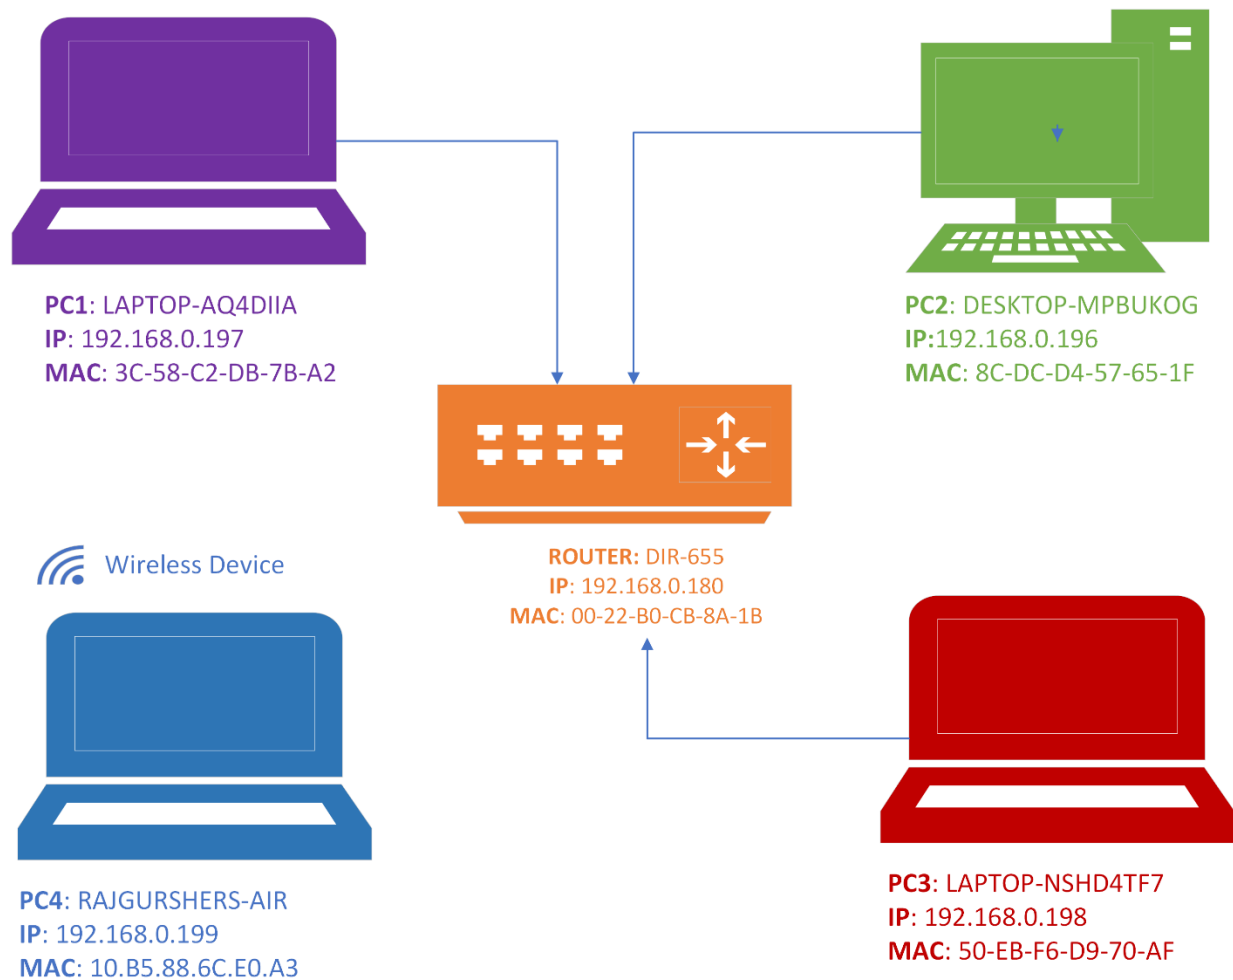 PC1: LAPTOP-AQ4DIIA
IP: 192.168.0.197
MAC: 3C-58-C2-DB-7B-A2
PC2: DESKTOP-MPBUKOG
IP:192.168.0.196
MAC: 8C-DC-D4-57-65-1F
ROUTER: DIR-655
IP: 192.168.0.180
MAC: 00-22-B0-CB-8A-1B
Wireless Device
PC4: RAJGURSHERS-AIR
IP: 192.168.0.199
MAC: 10.B5.88.6C.E0.A3
PC3: LAPTOP-NSHD4TF7
IP: 192.168.0.198
MAC: 50-EB-F6-D9-70-AF